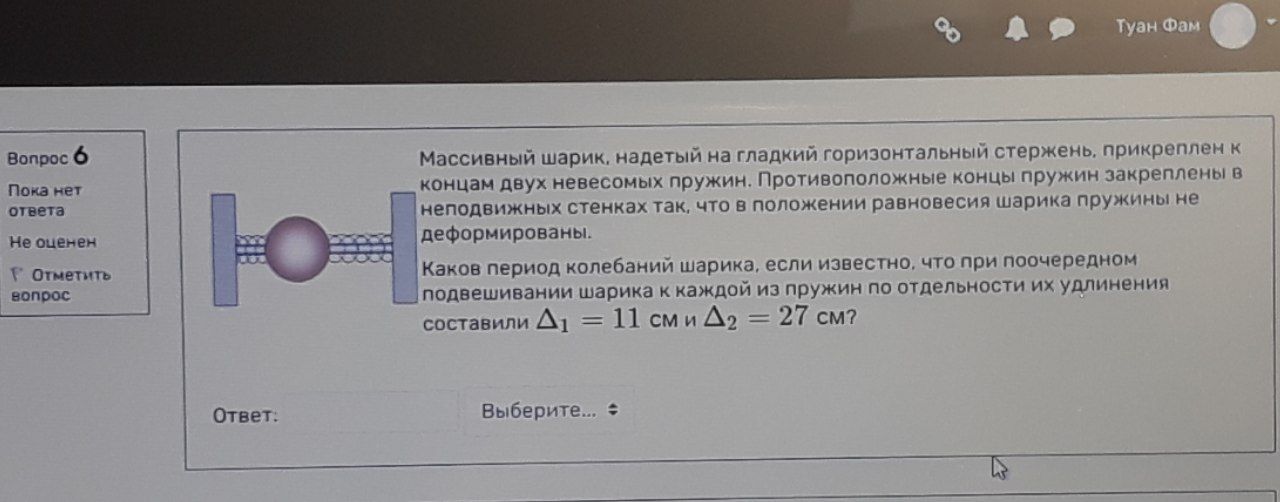 Туан Фам
Вопрос 6
Пока нет
ответа
Не оценен
Отметить
вопрос
Массивный шарик, надетый на гладкий горизонтальный стержень, прикреплен к
концам двух невесомых пружин. Противоположные концы пружин закреплены в
неподвижных стенках так, что в положении равновесия шарика пружины не
деформированы.
Каков период колебаний шарика, если известно, что при поочередном
подвешивании шарика к каждой из пружин по отдельности их удлинения
составили Δ₁ = 11 см и Δ₂ = 27 см?
Ответ:
Выберите...